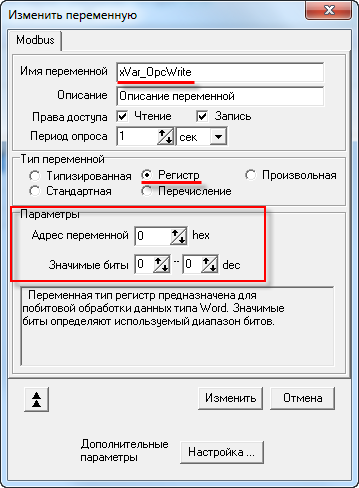 Изменить переменную
Modbus
Имя переменной xVar_OpcWrite
Описание Описание переменной
Права доступа Чтение Запись
Период опроса 1 сек
Тип переменной
Типизированная Регистр Произвольная
Стандартная Перечисление
Параметры
Адрес переменной 0 hex
Значимые биты 0 -- 0 dec
Переменная тип регистр предназначена для
побитовой обработки данных типа Word. Значимые
биты определяют используемый диапазон битов.
Изменить Отмена
Дополнительные
параметры Настройка ...